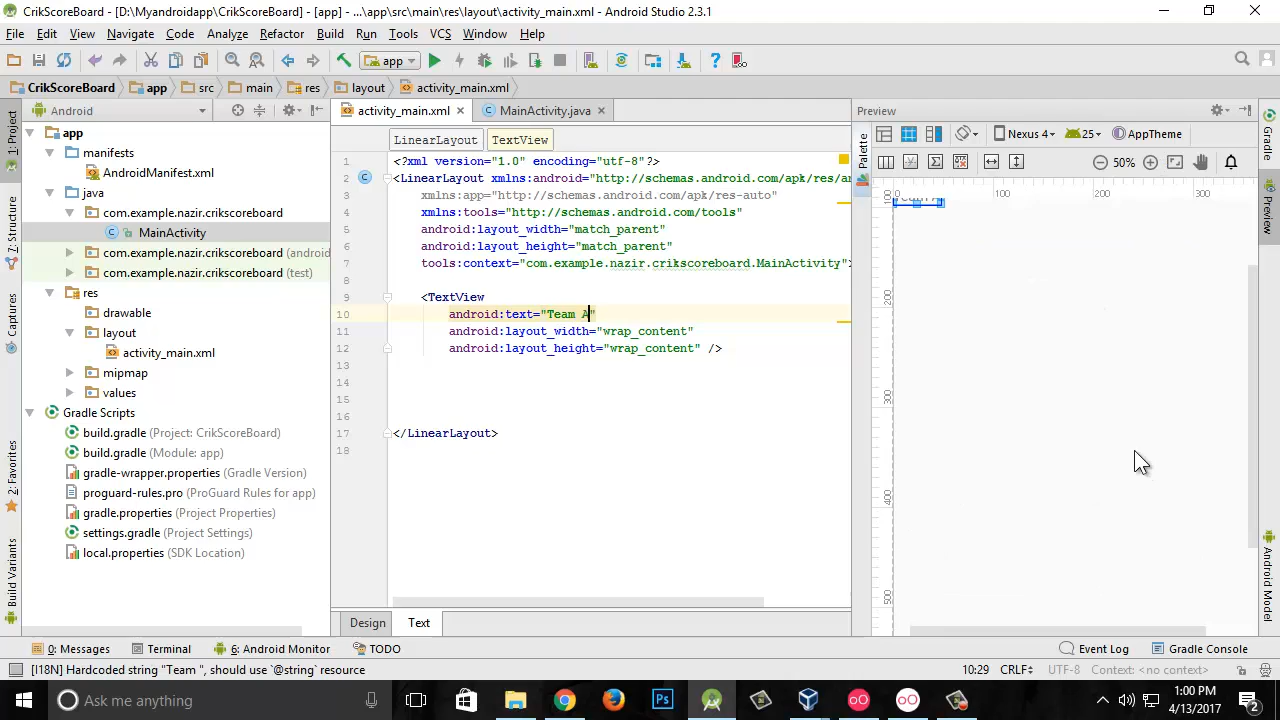 CrikScoreBoard - [D:\Myandroidapp\CrikScoreBoard] - [app] - ...\app\src\main\res\layout\activity_main.xml - Android Studio 2.3.1
File Edit View Navigate Code Analyze Refactor Build Run Tools VCS Window Help
app
CrikScoreBoard app src main res layout activity_main.xml
Android
activity_main.xml MainActivity.java
Preview
1: Project
7: Structure
Captures
2: Favorites
Build Variants
app
manifests
AndroidManifest.xml
java
com.example.nazir.crikscoreboard
MainActivity
com.example.nazir.crikscoreboard (android
com.example.nazir.crikscoreboard (test)
res
drawable
layout
activity_main.xml
mipmap
values
Gradle Scripts
build.gradle (Project: CrikScoreBoard)
build.gradle (Module: app)
gradle-wrapper.properties (Gradle Version)
proguard-rules.pro (ProGuard Rules for app)
gradle.properties (Project Properties)
settings.gradle (Project Settings)
local.properties (SDK Location)
LinearLayout TextView
1 <?xml version="1.0" encoding="utf-8"?>
2 <LinearLayout xmlns:android="http://schemas.android.com/apk/res/an
3 xmlns:app="http://schemas.android.com/apk/res-auto"
4 xmlns:tools="http://schemas.android.com/tools"
5 android:layout_width="match_parent"
6 android:layout_height="match_parent"
7 tools:context="com.example.nazir.crikscoreboard.MainActivity">
8
9 <TextView
10 android:text="Team A"
11 android:layout_width="wrap_content"
12 android:layout_height="wrap_content" />
13
14
15
16
17 </LinearLayout>
18
Design Text
Palette
Nexus 4 25 AppTheme
50%
0 100 200 300
100
200
300
400
500
Team A
Gradle
Preview
Android Model
0: Messages Terminal 6: Android Monitor TODO Event Log Gradle Console
[I18N] Hardcoded string "Team ", should use `@string` resource 10:29 CRLF UTF-8 Context: <no context>
Ask me anything
Ps
1:00 PM
4/13/2017
2